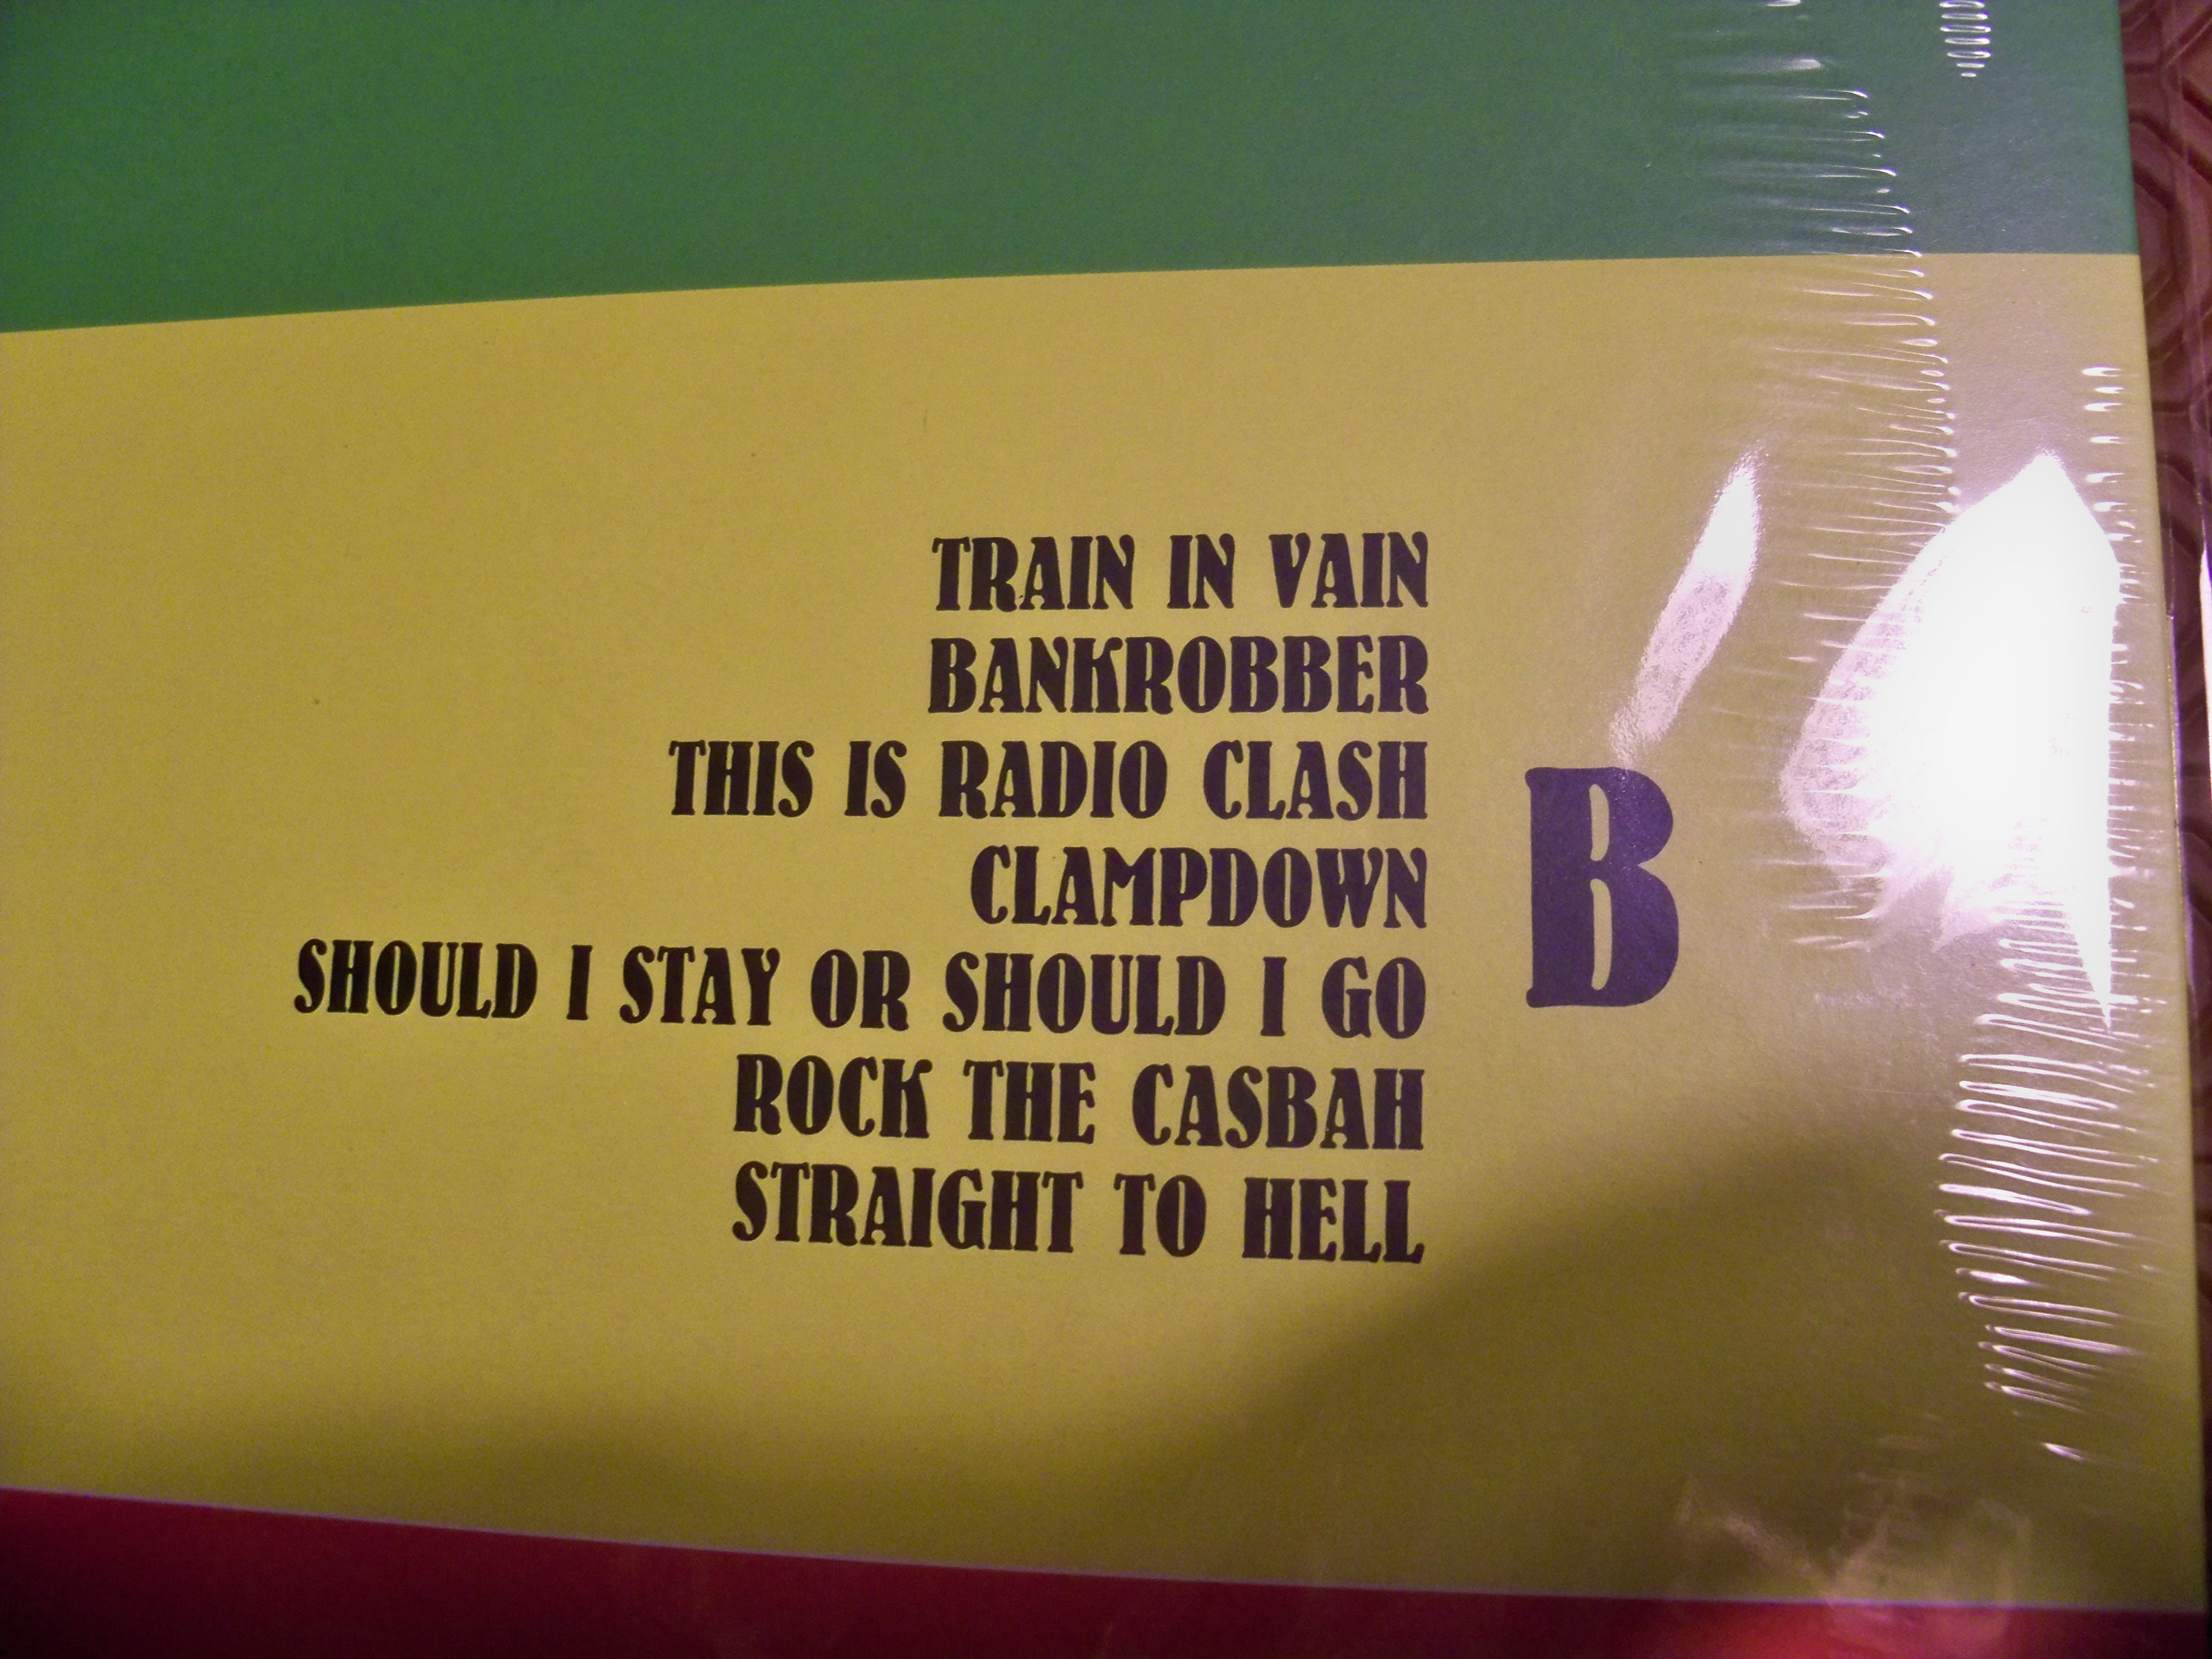 TRAIN IN VAIN
BANKROBBER
THIS IS RADIO CLASH
CLAMPDOWN
SHOULD I STAY OR SHOULD I GO
ROCK THE CASBAH
STRAIGHT TO HELL
B